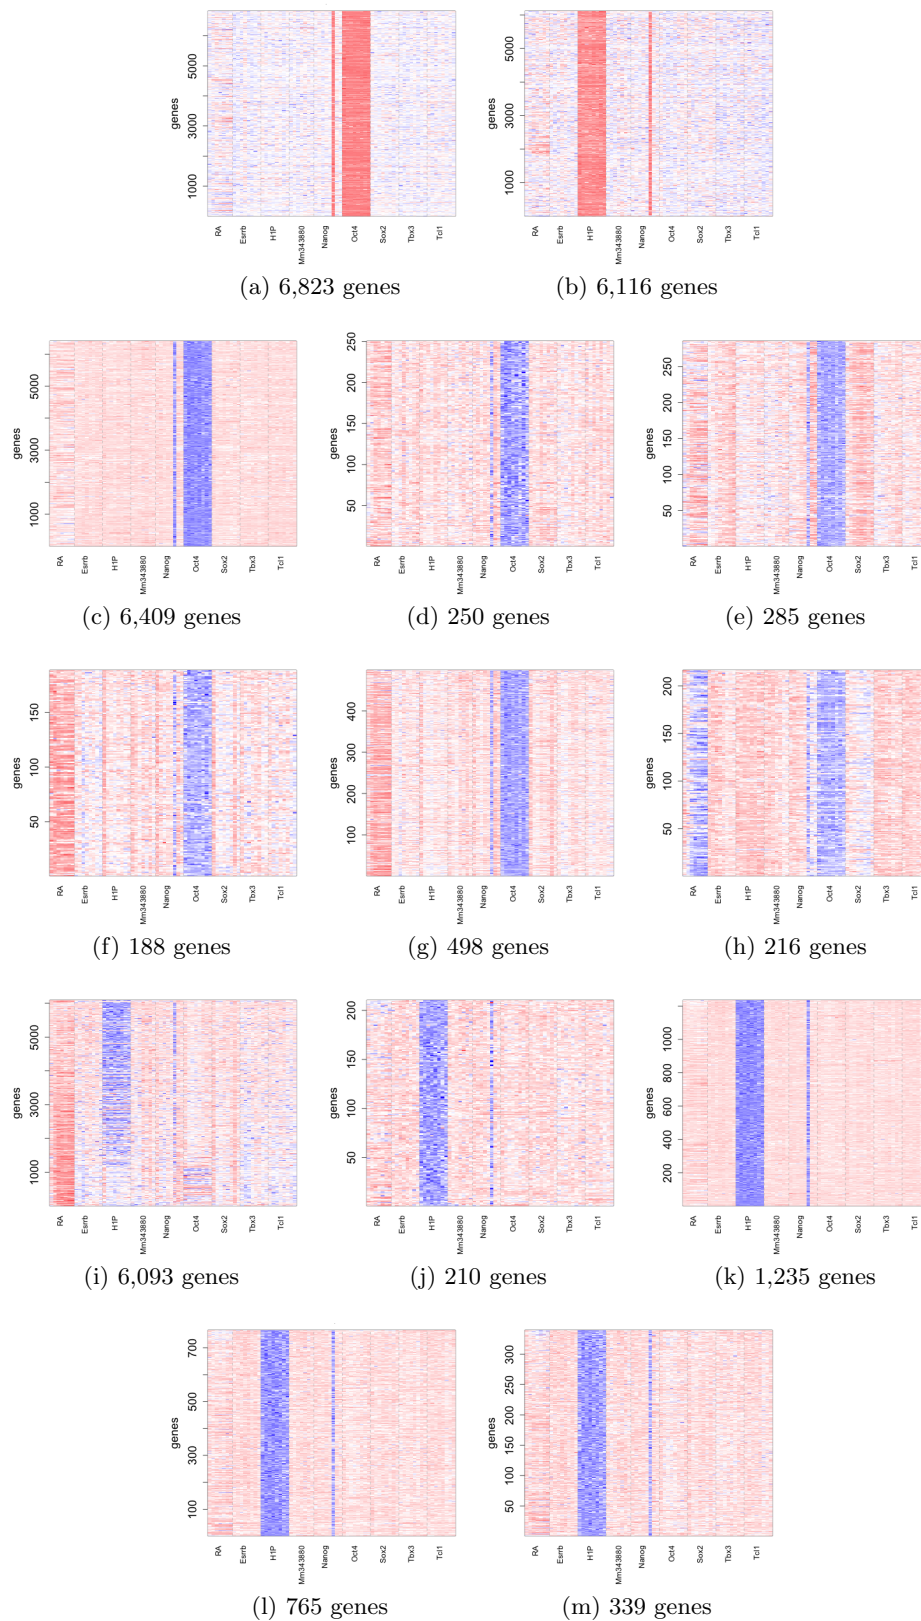 genes
1000 3000 5000
RA Esrrb H1P Mm343880 Nanog Oct4 Sox2 Tbx3 Tcl1
(a) 6,823 genes
genes
1000 3000 5000
RA Esrrb H1P Mm343880 Nanog Oct4 Sox2 Tbx3 Tcl1
(b) 6,116 genes
genes
1000 3000 5000
RA Esrrb H1P Mm343880 Nanog Oct4 Sox2 Tbx3 Tcl1
(c) 6,409 genes
genes
50 100 150 200 250
RA Esrrb H1P Mm343880 Nanog Oct4 Sox2 Tbx3 Tcl1
(d) 250 genes
genes
50 100 150 200 250
RA Esrrb H1P Mm343880 Nanog Oct4 Sox2 Tbx3 Tcl1
(e) 285 genes
genes
50 100 150
RA Esrrb H1P Mm343880 Nanog Oct4 Sox2 Tbx3 Tcl1
(f) 188 genes
genes
100 200 300 400
RA Esrrb H1P Mm343880 Nanog Oct4 Sox2 Tbx3 Tcl1
(g) 498 genes
genes
50 100 150 200
RA Esrrb H1P Mm343880 Nanog Oct4 Sox2 Tbx3 Tcl1
(h) 216 genes
genes
1000 3000 5000
RA Esrrb H1P Mm343880 Nanog Oct4 Sox2 Tbx3 Tcl1
(i) 6,093 genes
genes
50 100 150 200
RA Esrrb H1P Mm343880 Nanog Oct4 Sox2 Tbx3 Tcl1
(j) 210 genes
genes
200 400 600 800 1000
RA Esrrb H1P Mm343880 Nanog Oct4 Sox2 Tbx3 Tcl1
(k) 1,235 genes
genes
100 300 500 700
RA Esrrb H1P Mm343880 Nanog Oct4 Sox2 Tbx3 Tcl1
(l) 765 genes
genes
50 100 150 200 300
RA Esrrb H1P Mm343880 Nanog Oct4 Sox2 Tbx3 Tcl1
(m) 339 genes